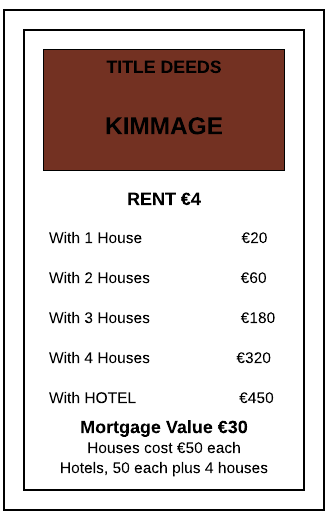 TITLE DEEDS
KIMMAGE
RENT €4
With 1 House €20
With 2 Houses €60
With 3 Houses €180
With 4 Houses €320
With HOTEL €450
Mortgage Value €30
Houses cost €50 each
Hotels, 50 each plus 4 houses